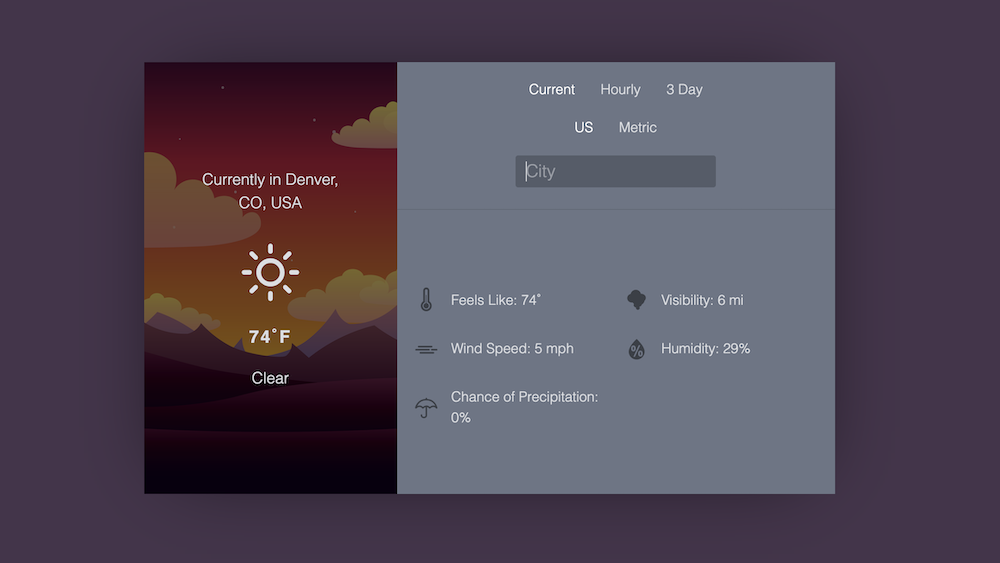 Currently in Denver,
CO, USA
74˚F
Clear
Current Hourly 3 Day
US Metric
City
Feels Like: 74˚
Visibility: 6 mi
Wind Speed: 5 mph
Humidity: 29%
Chance of Precipitation:
0%